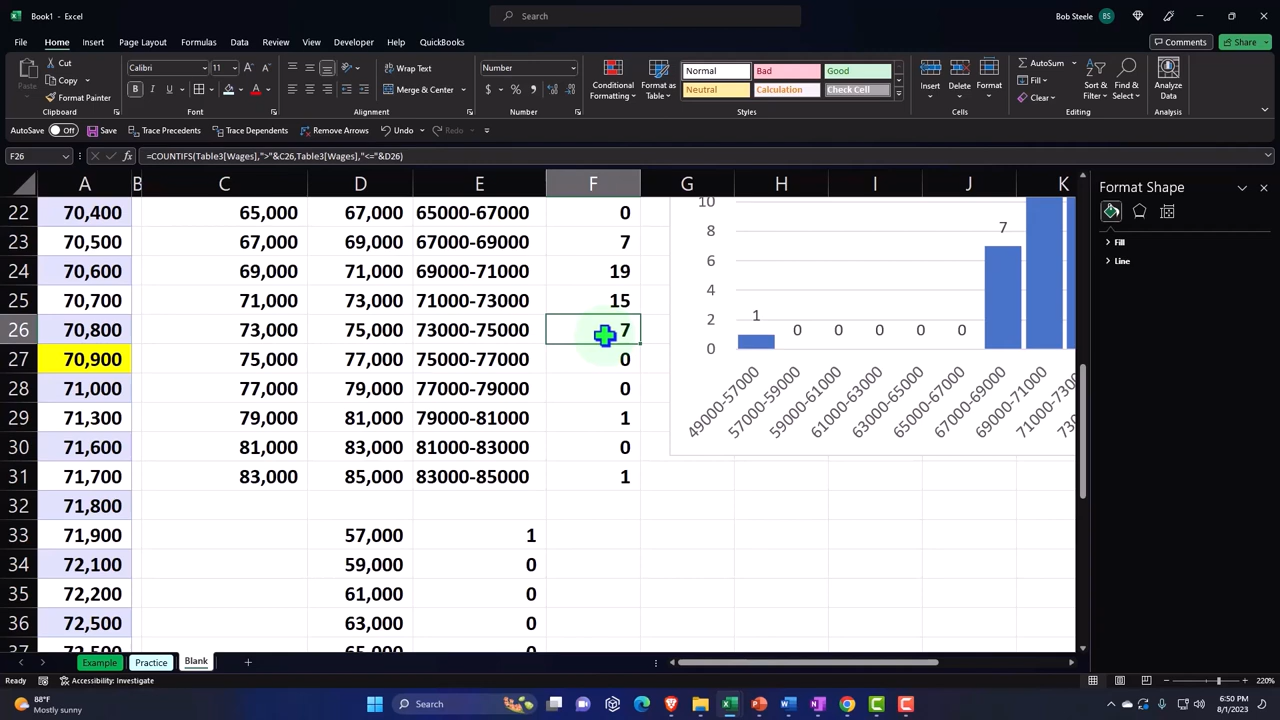 Book1 - Excel
Search
Bob Steele BS
File Home Insert Page Layout Formulas Data Review View Developer Automate Help QuickBooks
Comments Share
Cut
Copy
Paste
Format Painter
Calibri 11
Wrap Text
Merge & Center
Number
Conditional Formatting
Format as Table
Normal Bad Good
Neutral Calculation Check Cell
Insert Delete Format
AutoSum
Fill
Clear
Sort & Filter
Find & Select
Analyze Data
Clipboard Font Alignment Number Styles Cells Editing Analysis
AutoSave Off Save Trace Precedents Trace Dependents Remove Arrows Undo Redo
F26 fx =COUNTIFS(Table3[Wages],">"&C26,Table3[Wages],"<="&D26)
A B C D E F G H I J K
22 70,400 65,000 67,000 65000-67000 0
23 70,500 67,000 69,000 67000-69000 7
24 70,600 69,000 71,000 69000-71000 19
25 70,700 71,000 73,000 71000-73000 15
26 70,800 73,000 75,000 73000-75000 7
27 70,900 75,000 77,000 75000-77000 0
28 71,000 77,000 79,000 77000-79000 0
29 71,300 79,000 81,000 79000-81000 1
30 71,600 81,000 83,000 81000-83000 0
31 71,700 83,000 85,000 83000-85000 1
32 71,800
33 71,900 57,000 1
34 72,100 59,000 0
35 72,200 61,000 0
36 72,500 63,000 0
10
8
6
4
2
0
1 0 0 0 0 0 7
49000-57000
57000-59000
59000-61000
61000-63000
63000-65000
65000-67000
67000-69000
69000-71000
Format Shape
Fill
Line
Example Practice Blank
Ready Accessibility: Investigate
220%
88°F
Mostly sunny
Search
6:50 PM
8/1/2023